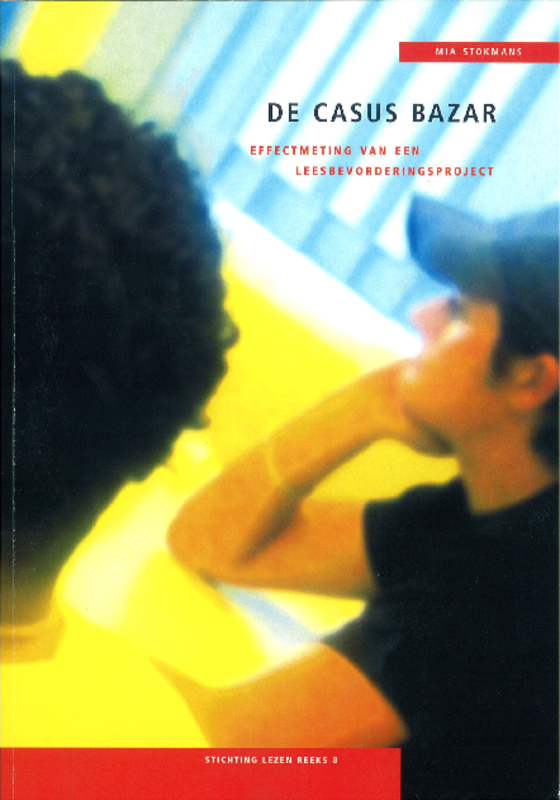 MIA STOKMANS
DE CASUS BAZAR
EFFECTMETING VAN EEN
LEESBEVORDERINGSPROJECT
STICHTING LEZEN REEKS 8